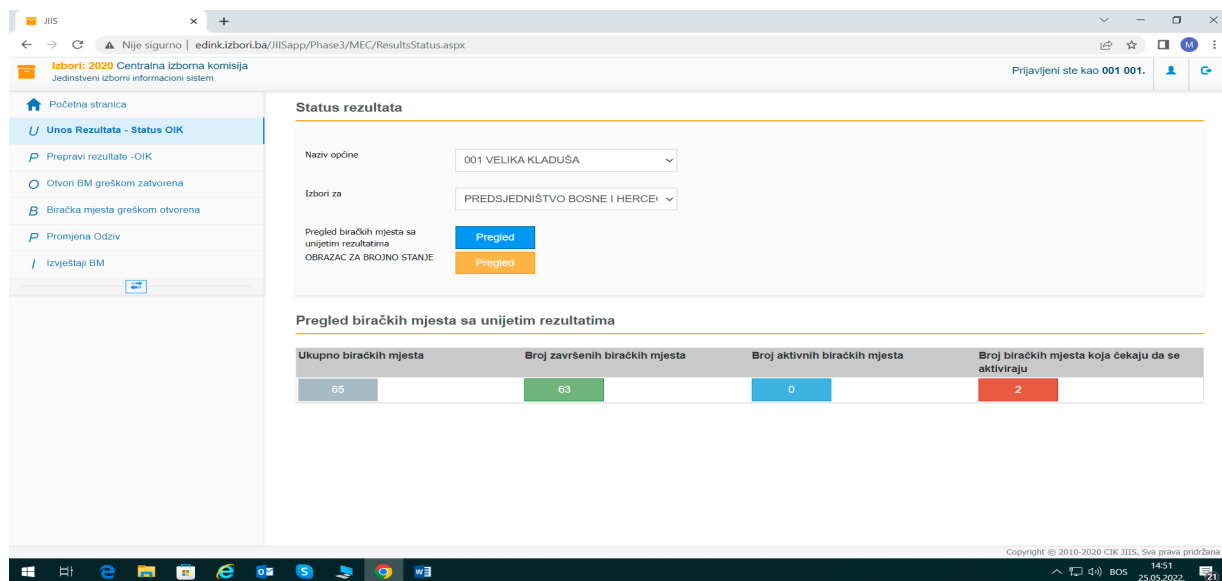 JIIS
Nije sigurno | edink.izbori.ba/JIISapp/Phase3/MEC/ResultsStatus.aspx
M
Izbori: 2020 Centralna izborna komisija
Jedinstveni izborni informacioni sistem
Prijavljeni ste kao 001 001.
Početna stranica
U Unos Rezultata - Status OIK
P Prepravi rezultate -OIK
O Otvori BM greškom zatvorena
B Biračka mjesta greškom otvorena
P Promjena Odziv
I Izvještaji BM
Status rezultata
Naziv općine
001 VELIKA KLADUŠA
Izbori za
PREDSJEDNIŠTVO BOSNE I HERCE
Pregled biračkih mjesta sa
unijetim rezultatima
Pregled
OBRAZAC ZA BROJNO STANJE
Pregled
Pregled biračkih mjesta sa unijetim rezultatima
Ukupno biračkih mjesta
Broj završenih biračkih mjesta
Broj aktivnih biračkih mjesta
Broj biračkih mjesta koja čekaju da se
aktiviraju
65
63
0
2
Copyright © 2010-2020 CIK JIIS, Sva prava pridržana
BOS
14:51
25.05.2022.
21